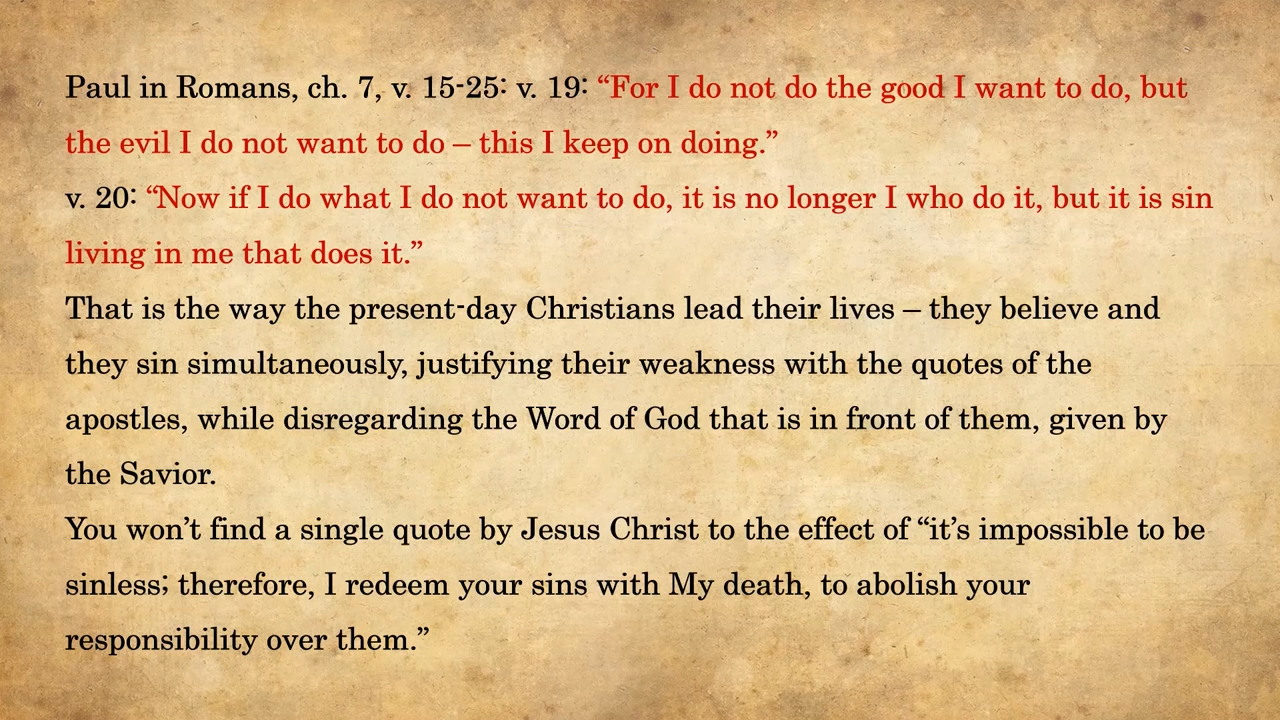 Paul in Romans, ch. 7, v. 15-25: v. 19: “For I do not do the good I want to do, but
the evil I do not want to do – this I keep on doing.”
v. 20: “Now if I do what I do not want to do, it is no longer I who do it, but it is sin
living in me that does it.”
That is the way the present-day Christians lead their lives – they believe and
they sin simultaneously, justifying their weakness with the quotes of the
apostles, while disregarding the Word of God that is in front of them, given by
the Savior.
You won’t find a single quote by Jesus Christ to the effect of “it’s impossible to be
sinless; therefore, I redeem your sins with My death, to abolish your
responsibility over them.”